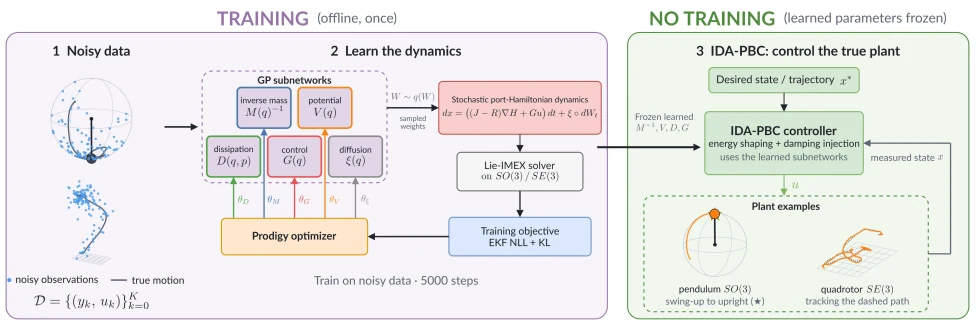 TRAINING (offline, once)
1 Noisy data
noisy observations — true motion
𝒟 = {(y_k, u_k)}_{k=0}^{K}
2 Learn the dynamics
GP subnetworks
inverse mass
M(q)^{-1}
potential
V(q)
dissipation
D(q, p)
control
G(q)
diffusion
ξ(q)
θ_D
θ_M
θ_G
θ_V
θ_ξ
Prodigy optimizer
W ∼ q(W)
sampled
weights
Stochastic port-Hamiltonian dynamics
dx = ((J − R)∇H + Gu) dt + ξ ∘ dW_t
Lie-IMEX solver
on SO(3) / SE(3)
Training objective
EKF NLL + KL
Train on noisy data · 5000 steps
NO TRAINING (learned parameters frozen)
3 IDA-PBC: control the true plant
Desired state / trajectory x*
Frozen learned
M^{-1}, V, D, G
IDA-PBC controller
energy shaping + damping injection
uses the learned subnetworks
measured state x
u
Plant examples
pendulum SO(3)
swing-up to upright (★)
quadrotor SE(3)
tracking the dashed path